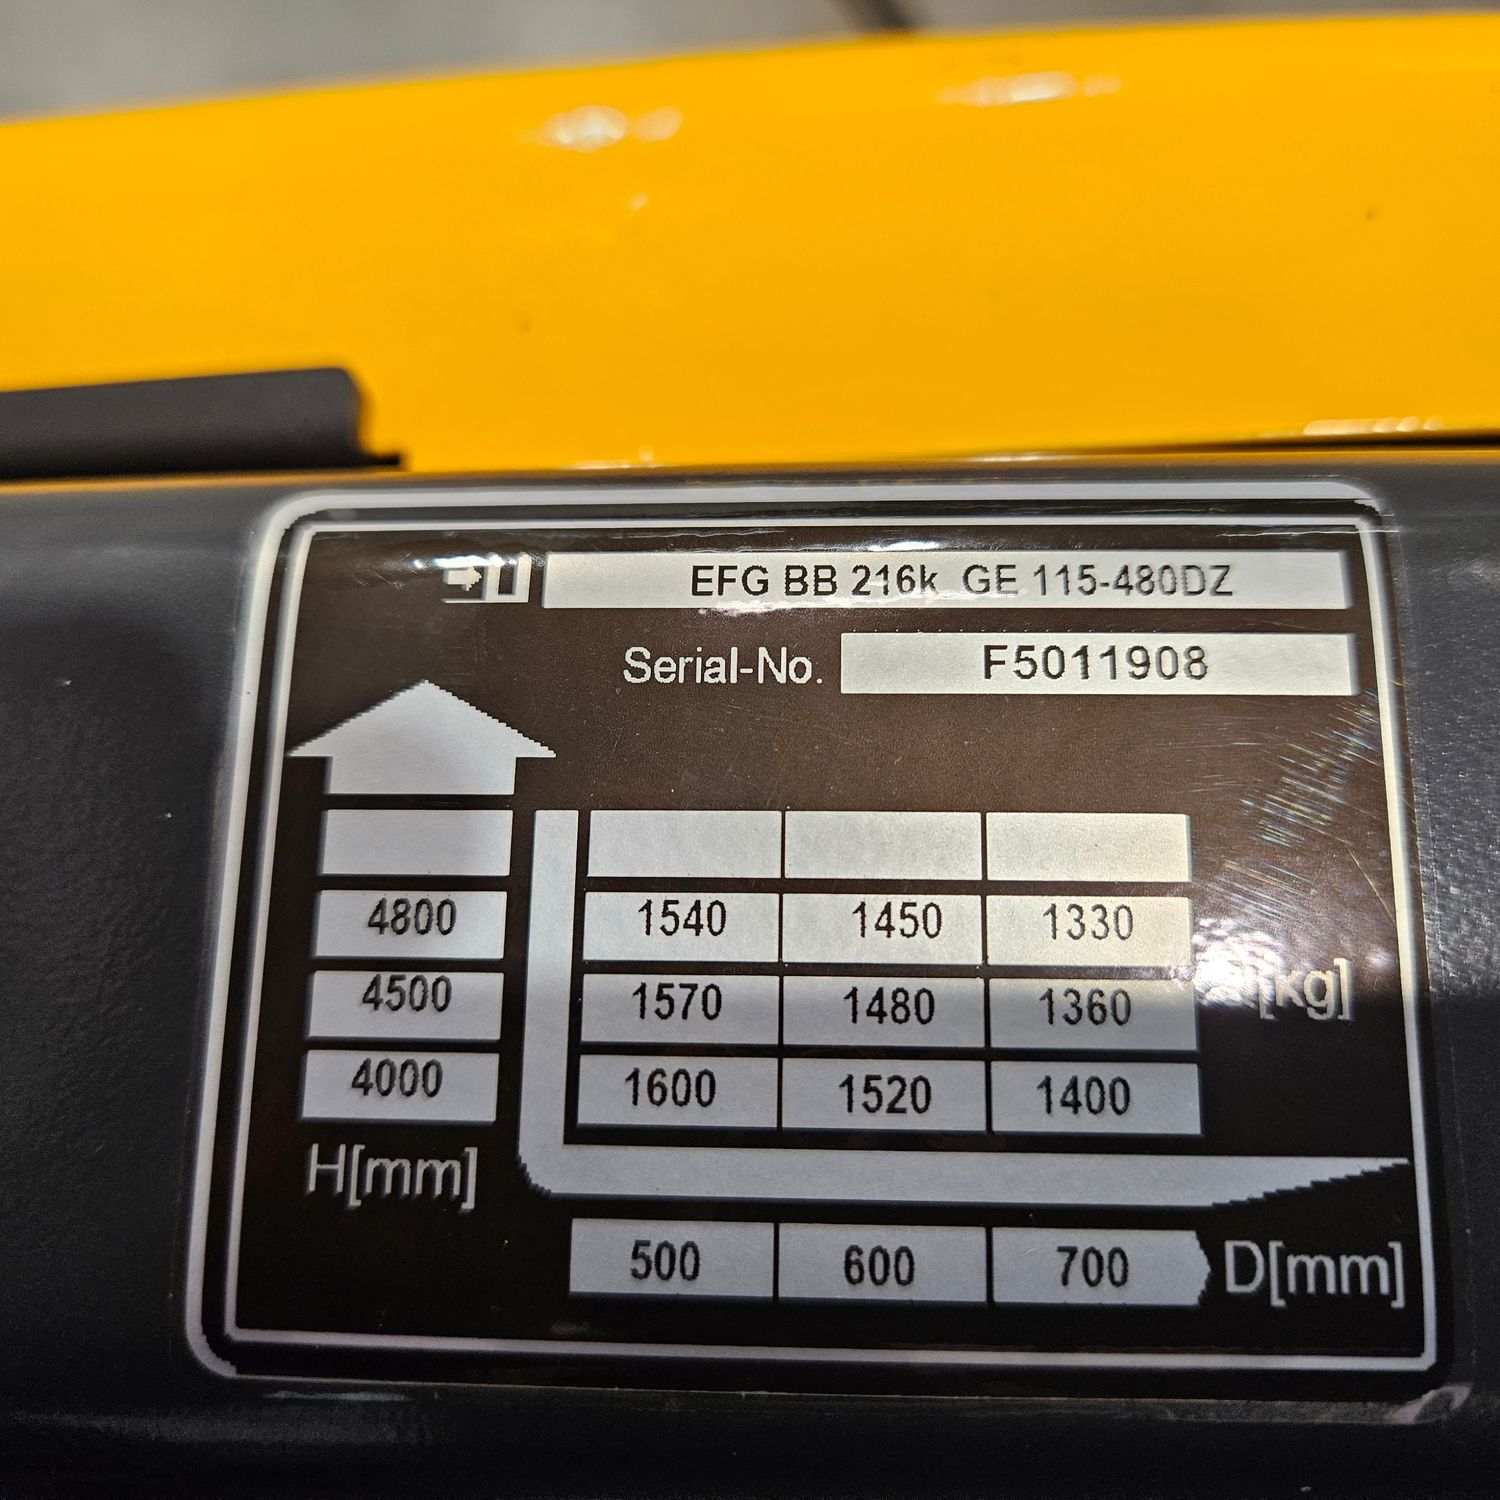 EFG BB 216k GE 115-480DZ
Serial-No. F5011908
4800 1540 1450 1330
4500 1570 1480 1360 [kg]
4000 1600 1520 1400
H[mm]
500 600 700 D[mm]